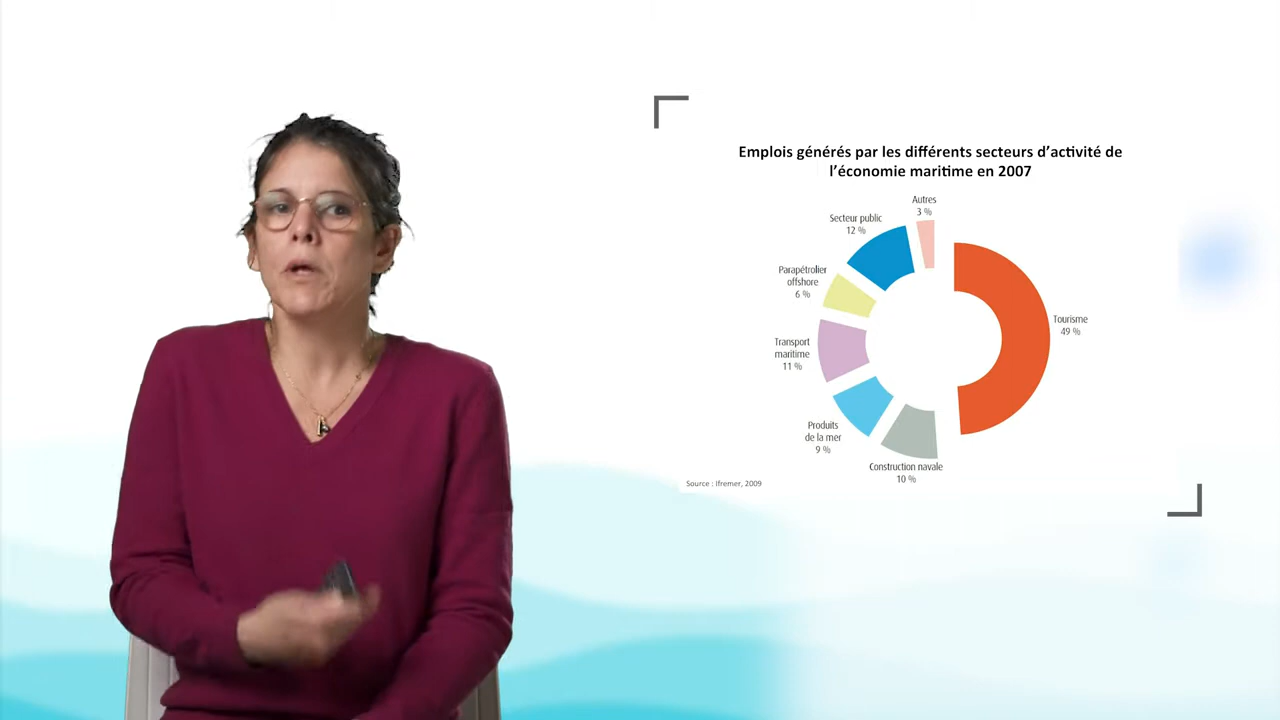 Emplois générés par les différents secteurs d'activité de
l'économie maritime en 2007
Autres
3 %
Secteur public
12 %
Parapétrolier
offshore
6 %
Tourisme
49 %
Transport
maritime
11 %
Produits
de la mer
9 %
Construction navale
10 %
Source : Ifremer, 2009